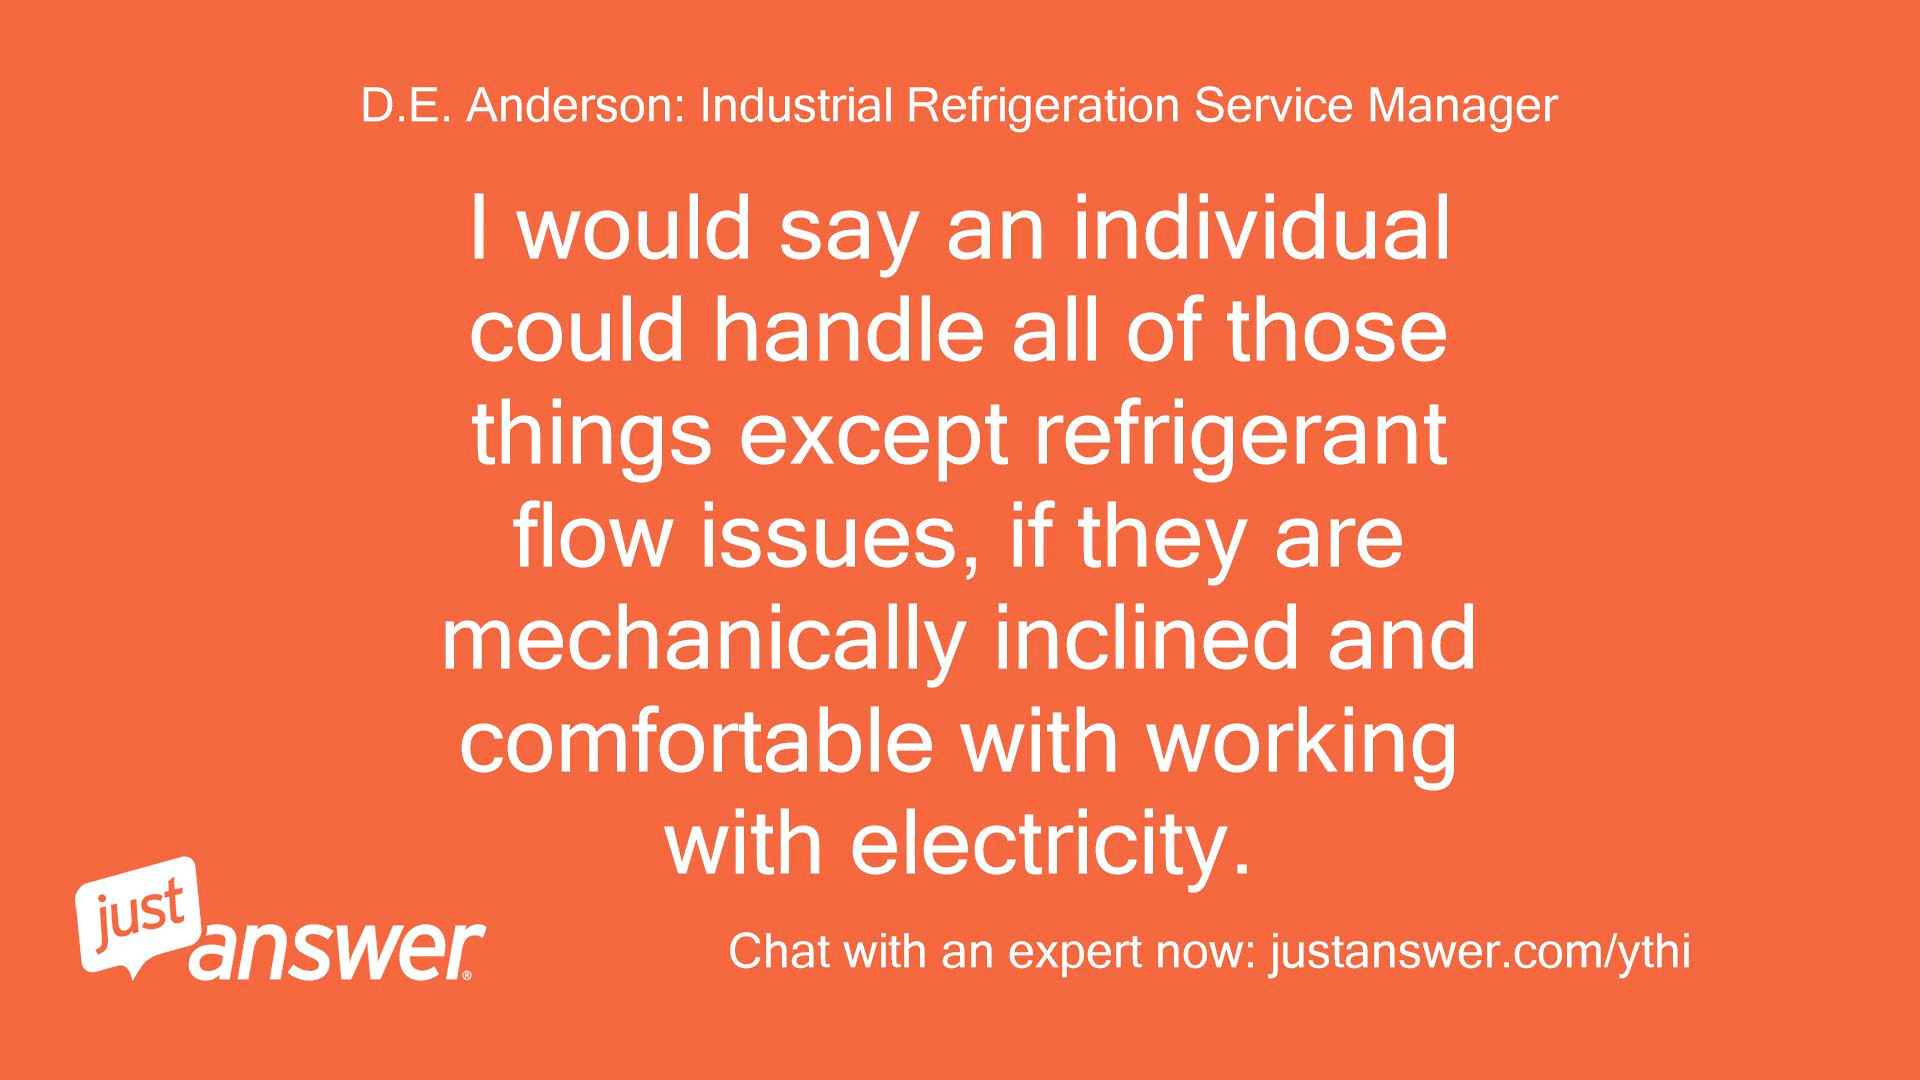 D.E. Anderson: Industrial Refrigeration Service Manager
I would say an individual
could handle all of those
things except refrigerant
flow issues, if they are
mechanically inclined and
comfortable with working
with electricity.
just
answer®
Chat with an expert now: justanswer.com/ythi